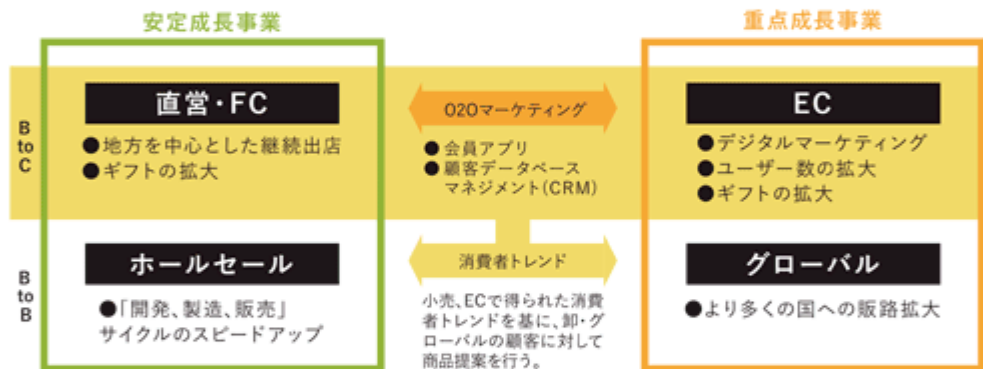 安定成長事業
重点成長事業
B to C
直営・FC
●地方を中心とした継続出店
●ギフトの拡大
O2Oマーケティング
●会員アプリ
●顧客データベース
マネジメント(CRM)
EC
●デジタルマーケティング
●ユーザー数の拡大
●ギフトの拡大
B to B
ホールセール
●「開発、製造、販売」
サイクルのスピードアップ
消費者トレンド
小売、ECで得られた消費
者トレンドを基に、卸・グ
ローバルの顧客に対して
商品提案を行う。
グローバル
●より多くの国への販路拡大